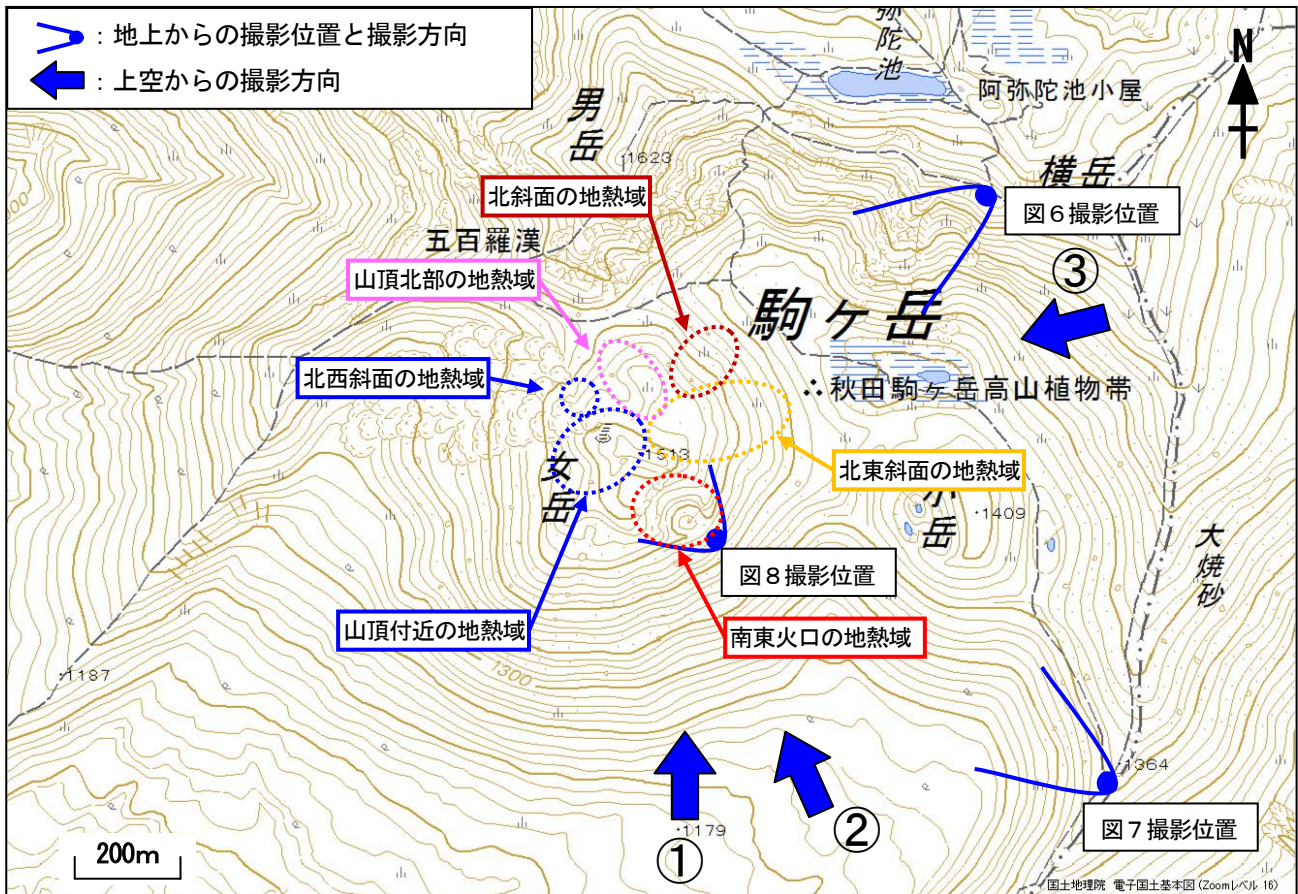 ：地上からの撮影位置と撮影方向
：上空からの撮影方向
弥陀池
阿弥陀池小屋
N
男岳
1623
横岳
北斜面の地熱域
図６撮影位置
五百羅漢
山頂北部の地熱域
③
駒ヶ岳
北西斜面の地熱域
秋田駒ヶ岳高山植物帯
1513
女岳
北東斜面の地熱域
小岳
1409
大焼砂
図８撮影位置
山頂付近の地熱域
南東火口の地熱域
1300
1187
1364
①
②
1179
図７撮影位置
200m
国土地理院 電子国土基本図(Zoomレベル 16)